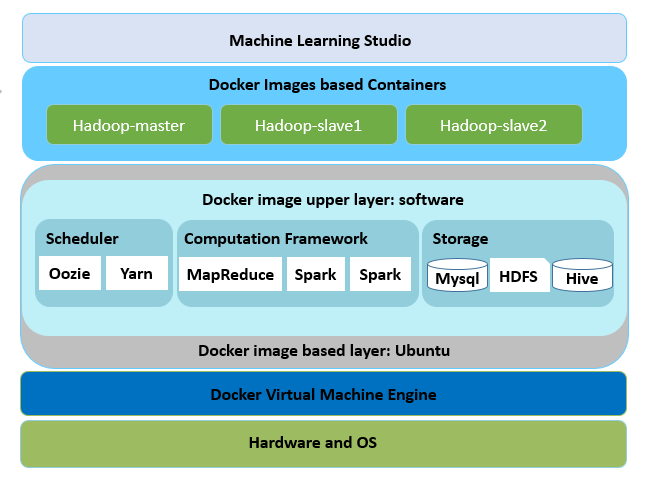 Machine Learning Studio
Docker Images based Containers
Hadoop-master Hadoop-slave1 Hadoop-slave2
Docker image upper layer: software
Scheduler Computation Framework Storage
Oozie Yarn MapReduce Spark Spark Mysql HDFS Hive
Docker image based layer: Ubuntu
Docker Virtual Machine Engine
Hardware and OS